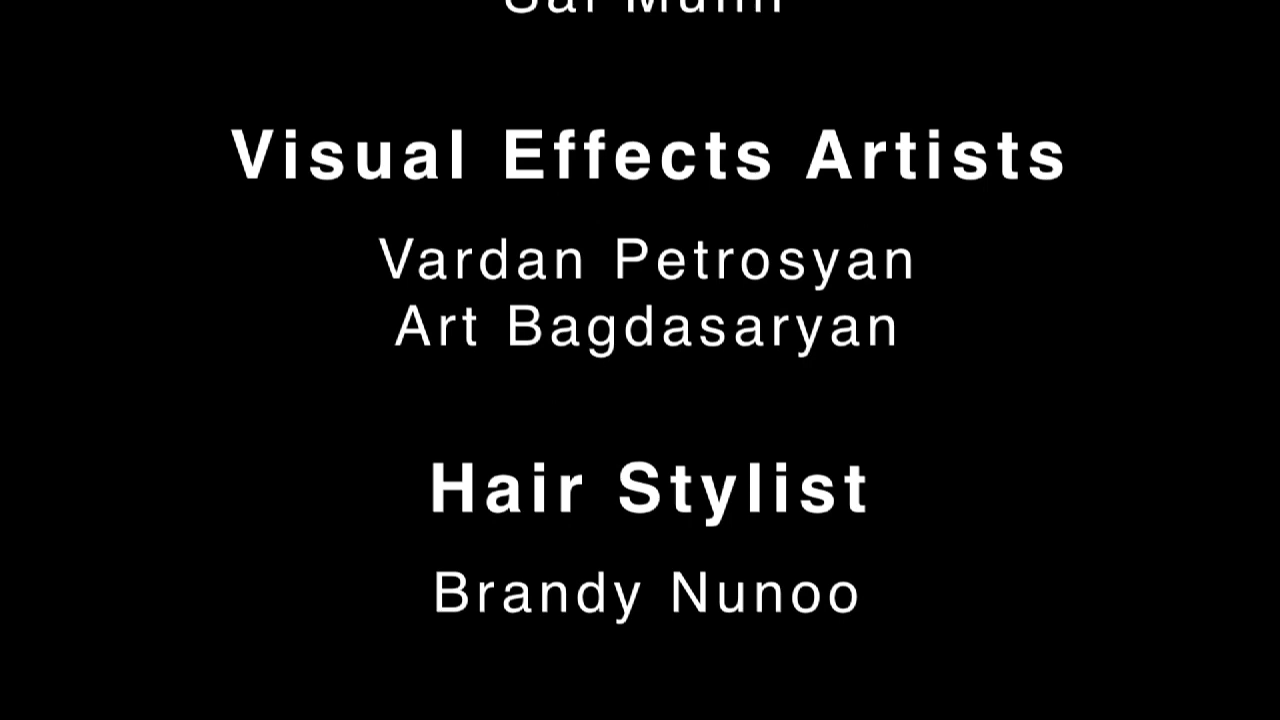 Visual Effects Artists
Vardan Petrosyan
Art Bagdasaryan
Hair Stylist
Brandy Nunoo